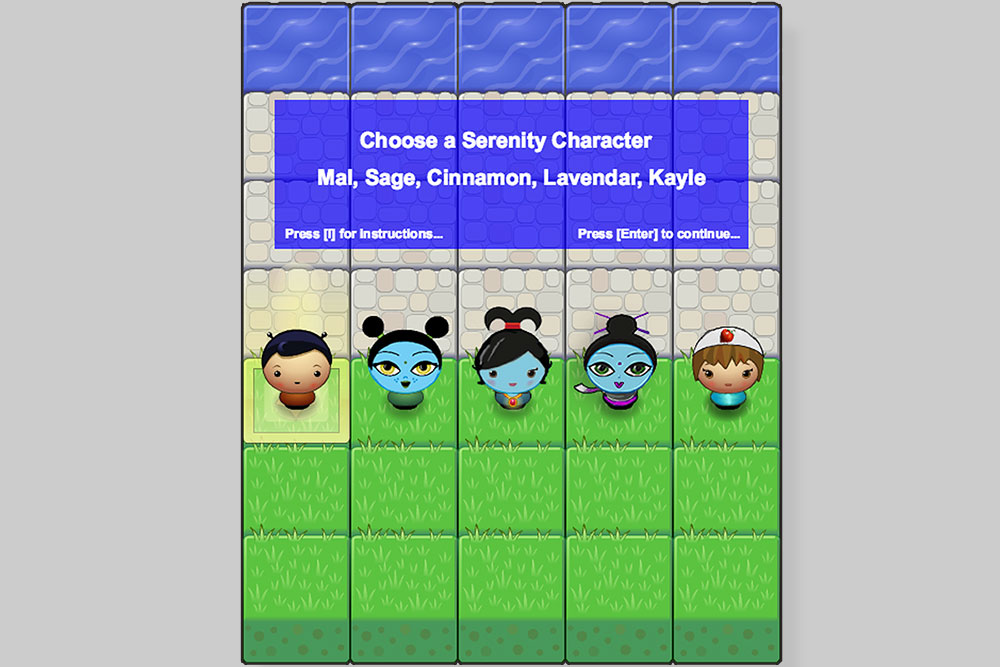 Choose a Serenity Character
Mal, Sage, Cinnamon, Lavendar, Kayle
Press [I] for instructions...
Press [Enter] to continue...